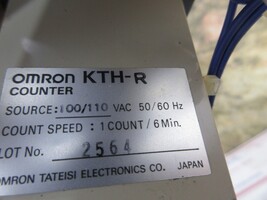 OMRON KTH-R
COUNTER
SOURCE: 100/110 VAC 50/60 Hz
COUNT SPEED : 1 COUNT / 6 Min.
LOT No. 2564
OMRON TATEISI ELECTRONICS CO. JAPAN